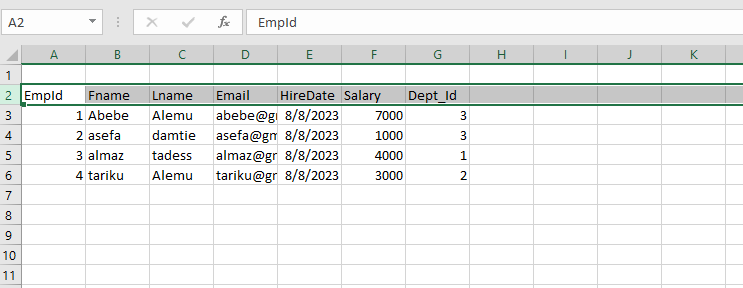 A2 fx EmpId
A B C D E F G H I J K
1
2 EmpId Fname Lname Email HireDate Salary Dept_Id
3 1 Abebe Alemu abebe@gr 8/8/2023 7000 3
4 2 asefa damtie asefa@gm 8/8/2023 1000 3
5 3 almaz tadess almaz@gr 8/8/2023 4000 1
6 4 tariku Alemu tariku@gr 8/8/2023 3000 2
7
8
9
10
11